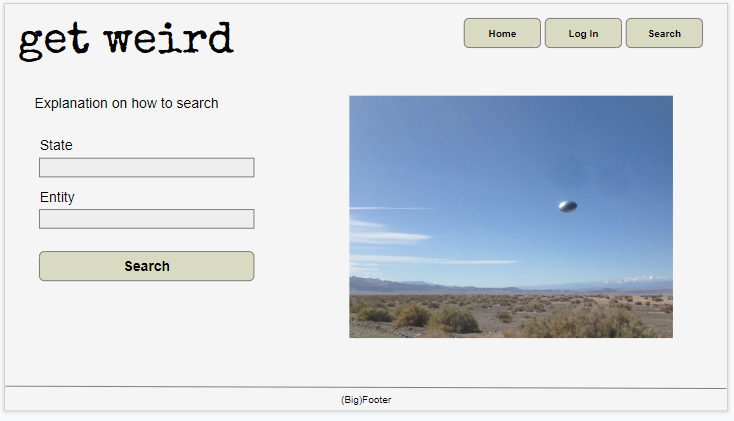 get weird
Home
Log In
Search
Explanation on how to search
State
Entity
Search
(Big)Footer